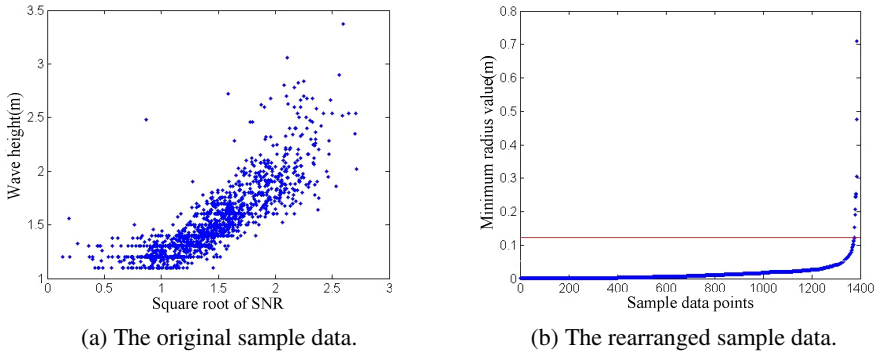 3.5
3
2.5
2
1.5
1
Wave height(m)
0 0.5 1 1.5 2 2.5 3
Square root of SNR
(a) The original sample data.
0.8
0.7
0.6
0.5
0.4
0.3
0.2
0.1
0
Minimum radius value(m)
0 200 400 600 800 1000 1200 1400
Sample data points
(b) The rearranged sample data.